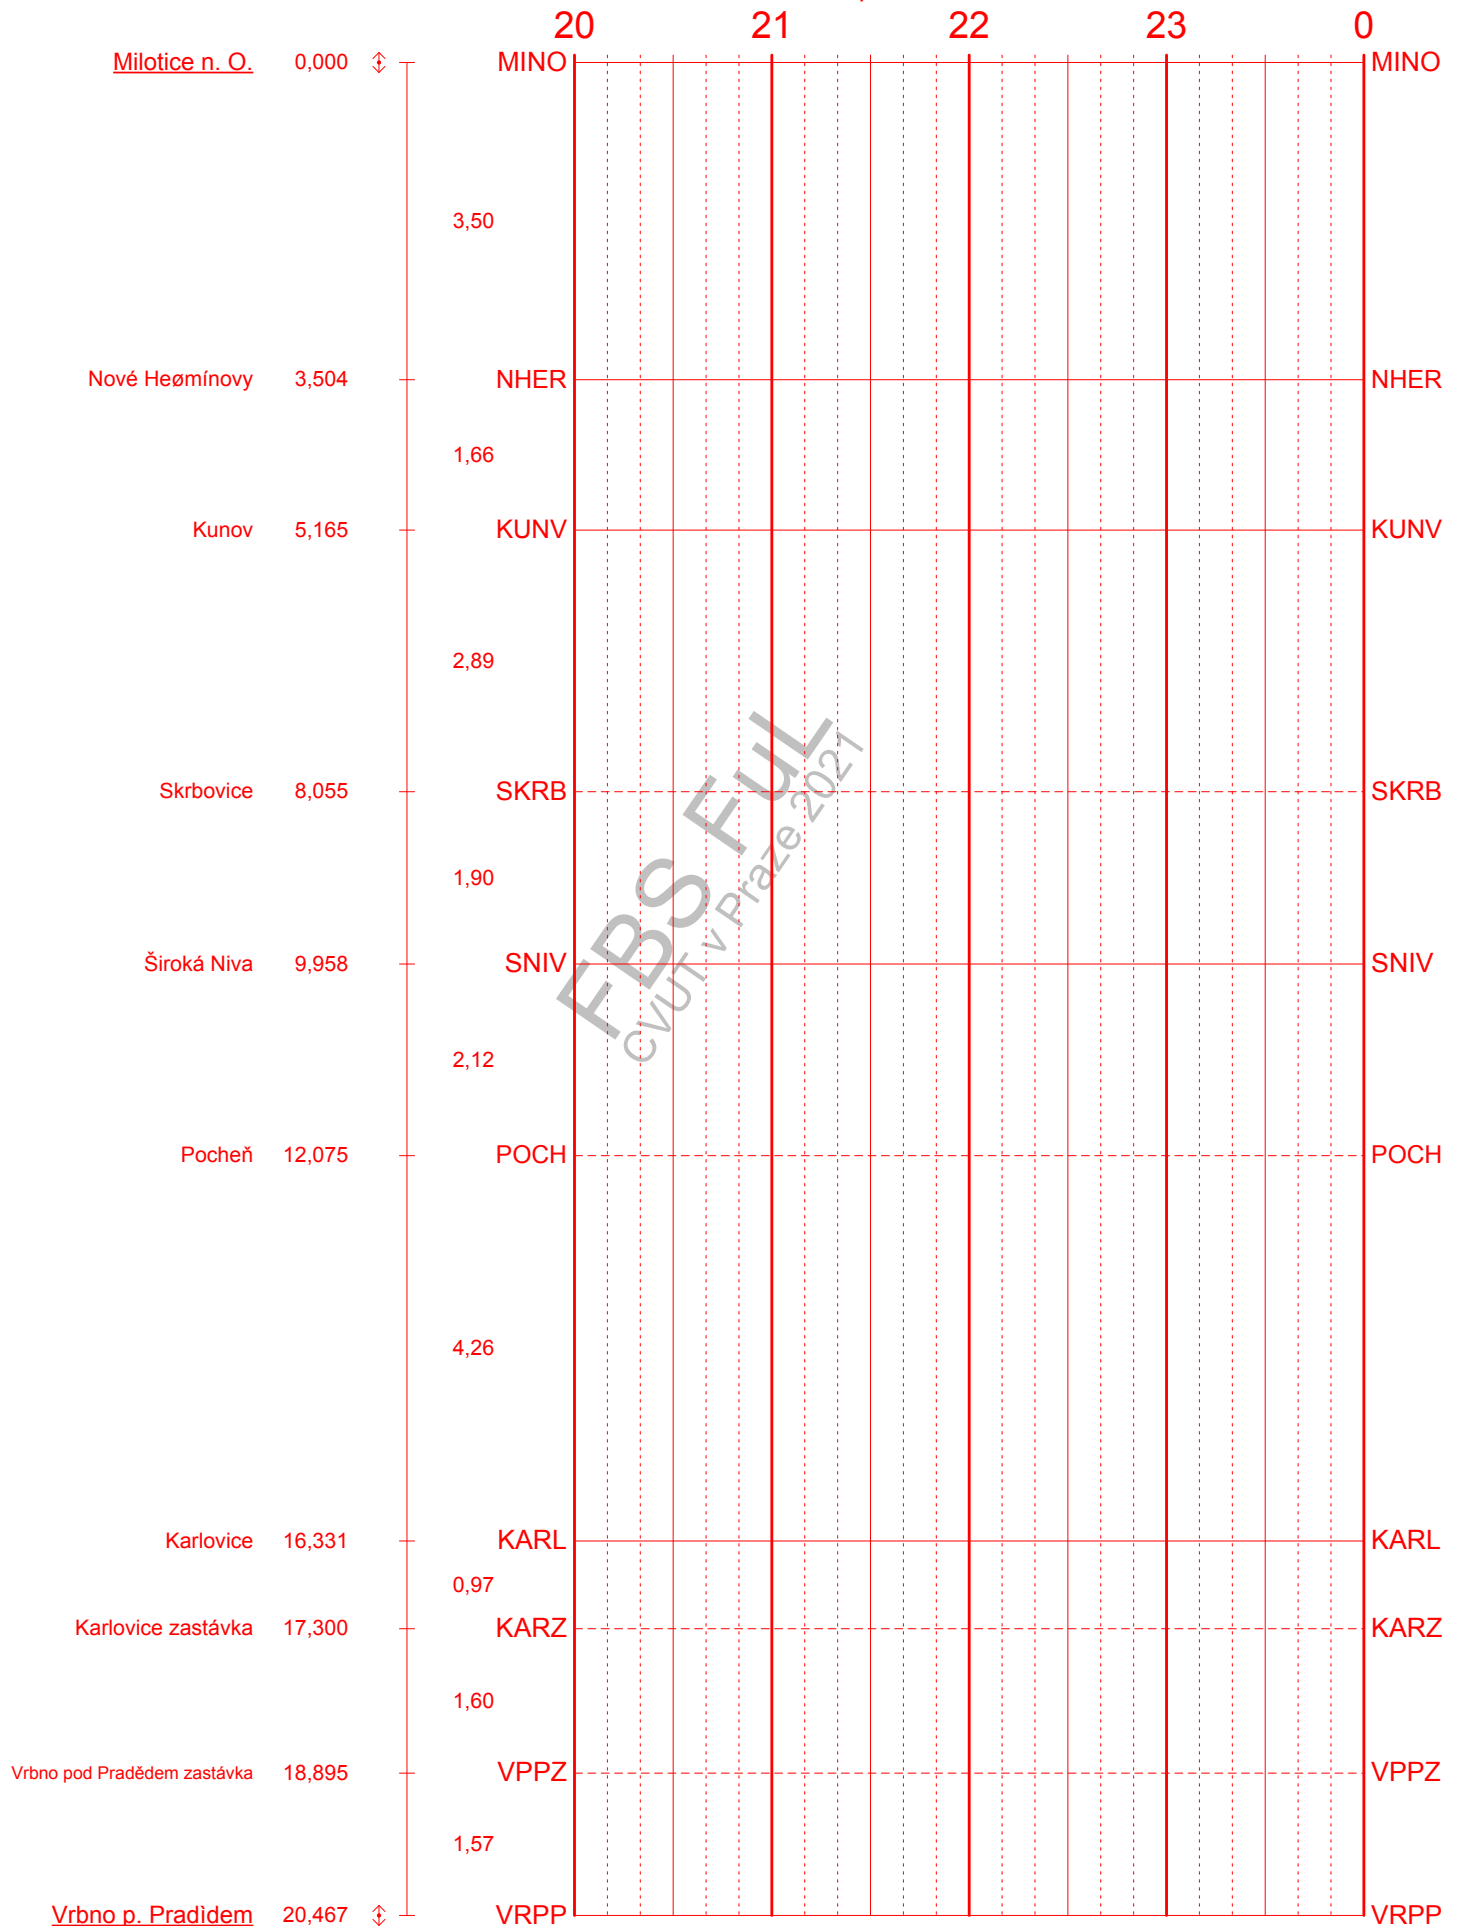 20 21 22 23 0
Milotice n. O. 0,000 MINO MINO
3,50
Nové Heømínovy 3,504 NHER NHER
1,66
Kunov 5,165 KUNV KUNV
2,89
Skrbovice 8,055 SKRB SKRB
1,90
Široká Niva 9,958 SNIV SNIV
2,12
Pocheň 12,075 POCH POCH
4,26
Karlovice 16,331 KARL KARL
0,97
Karlovice zastávka 17,300 KARZ KARZ
1,60
Vrbno pod Pradědem zastávka 18,895 VPPZ VPPZ
1,57
Vrbno p. Pradìdem 20,467 VRPP VRPP
FBS FuL
CVUT v Praze 2021